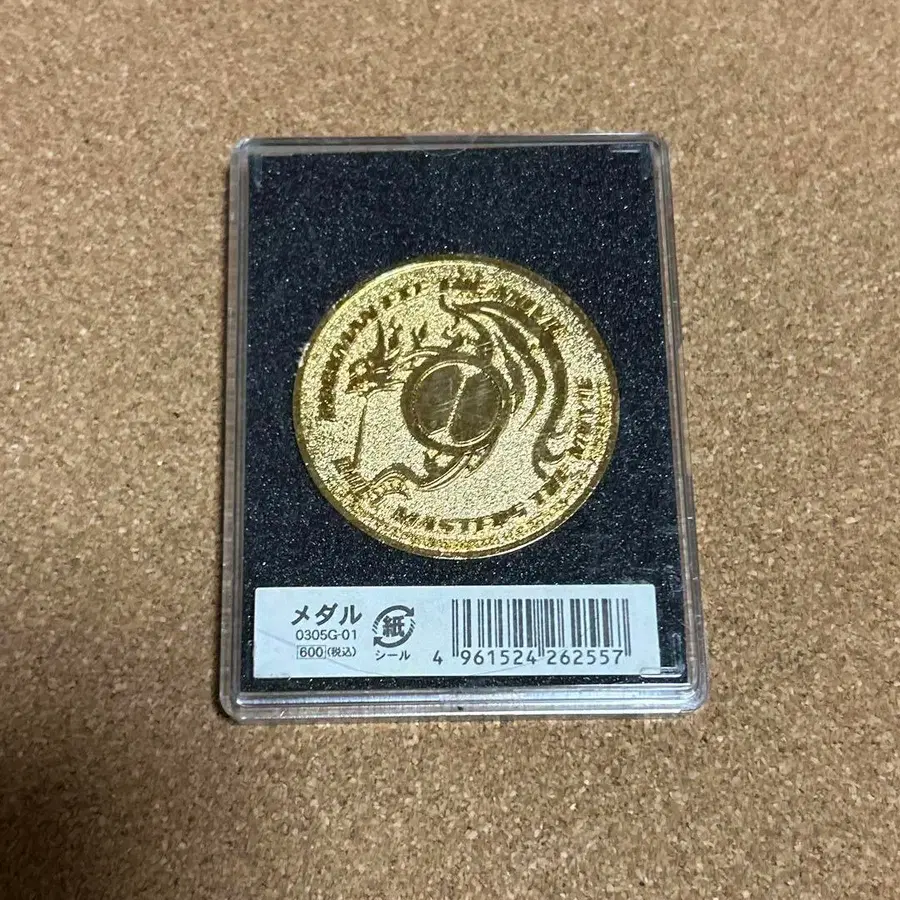 ROCKMAN EXE THE MOVIE
DUEL MASTERS THE MOVIE
メダル
0305G-01
600(税込)
紙
シール
4 961524 262557